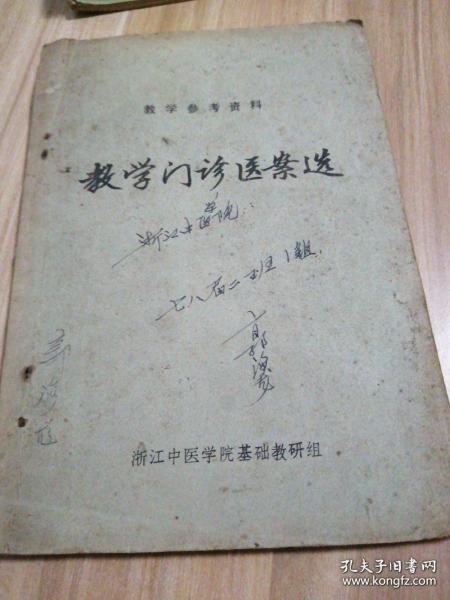 教学参考资料
教学门诊医案选
浙江中医学院
七八届二班1组
郭
浙江中医学院基础教研组
孔夫子旧书网
www.kongfz.com